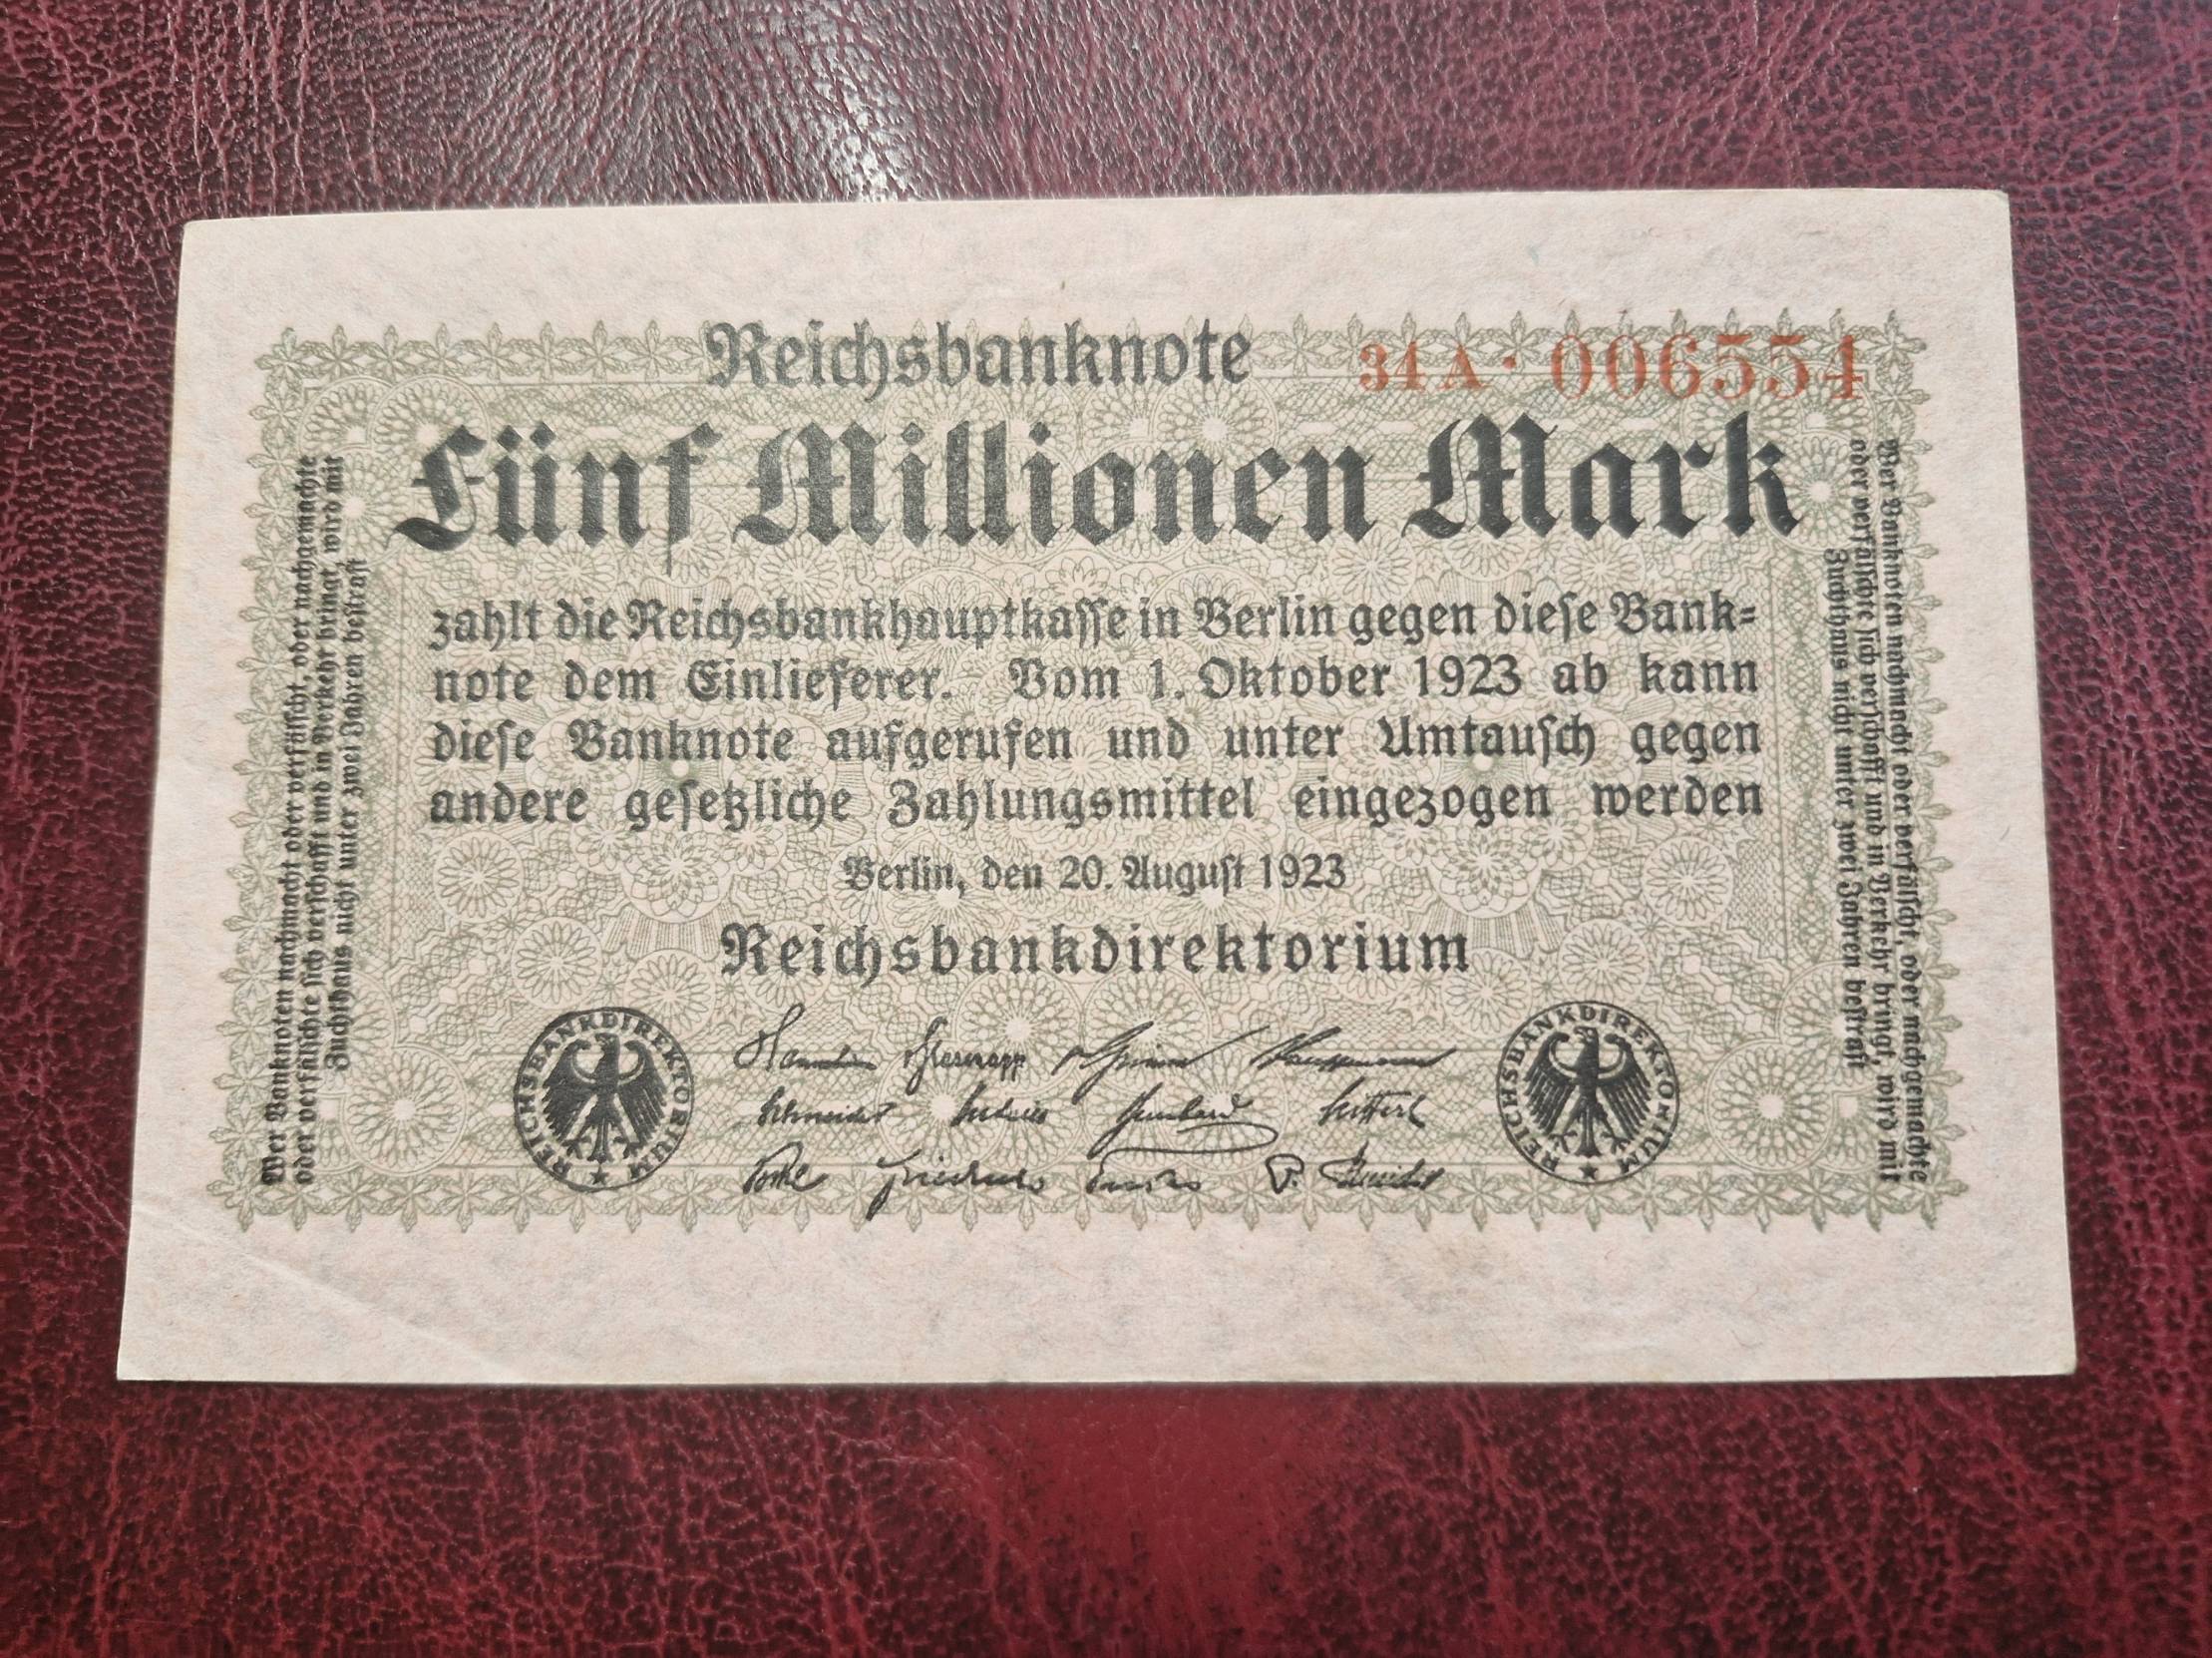 Reichsbanknote
34A·006554
Fünf Millionen Mark
zahlt die Reichsbankhauptkasse in Berlin gegen diese Bank=
note dem Einlieferer. Vom 1. Oktober 1923 ab kann
diese Banknote aufgerufen und unter Umtausch gegen
andere gesetzliche Zahlungsmittel eingezogen werden
Berlin, den 20. August 1923
Reichsbankdirektorium
REICHSBANKDIREKTORIUM
REICHSBANKDIREKTORIUM
Wer Banknoten nachmacht oder verfälscht, oder nachgemachte
oder verfälschte sich verschafft und in Verkehr bringt, wird mit
Zuchthaus nicht unter zwei Jahren bestraft
Wer Banknoten nachmacht oder verfälscht, oder nachgemachte
oder verfälschte sich verschafft und in Verkehr bringt, wird mit
Zuchthaus nicht unter zwei Jahren bestraft